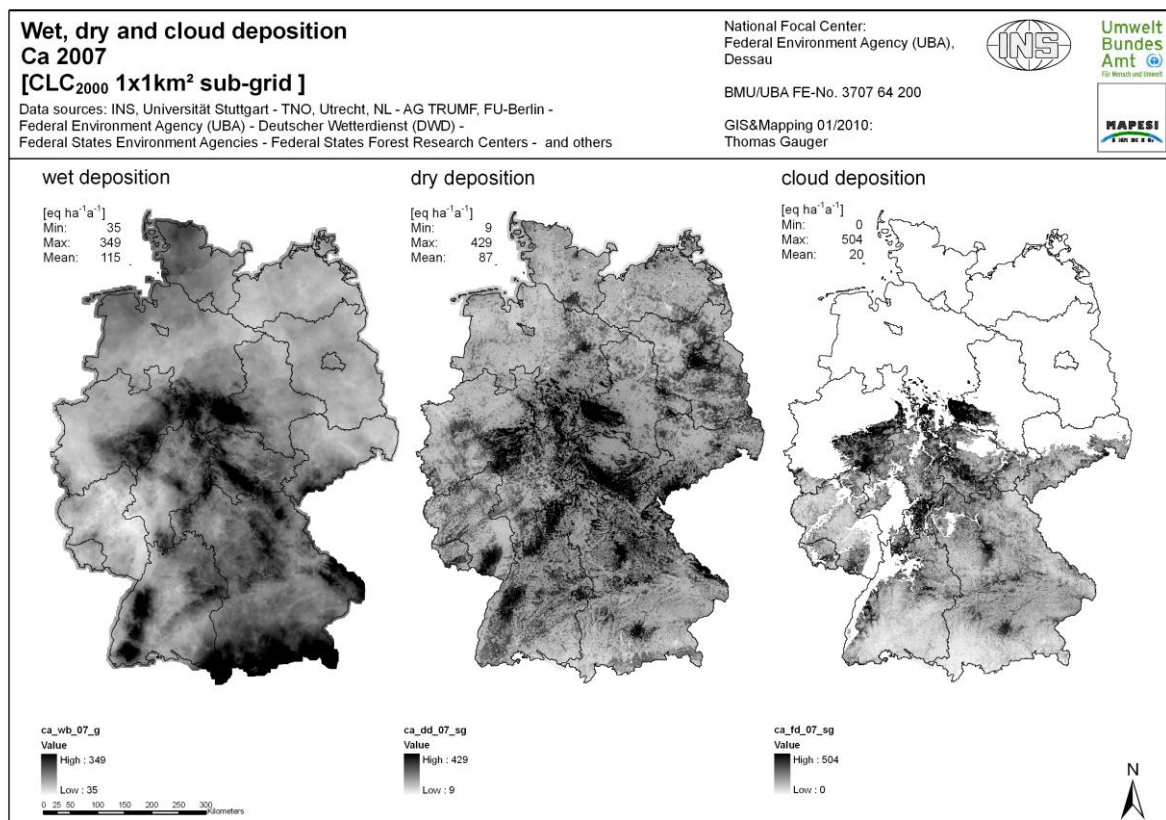 Wet, dry and cloud deposition
Ca 2007
[CLC2000 1x1km² sub-grid ]
Data sources: INS, Universität Stuttgart - TNO, Utrecht, NL - AG TRUMF, FU-Berlin -
Federal Environment Agency (UBA) - Deutscher Wetterdienst (DWD) -
Federal States Environment Agencies - Federal States Forest Research Centers - and others
National Focal Center:
Federal Environment Agency (UBA),
Dessau
BMU/UBA FE-No. 3707 64 200
GIS&Mapping 01/2010:
Thomas Gauger
INS
Umwelt
Bundes
Amt
Für Mensch und Umwelt
MAPESI
wet deposition
[eq ha⁻¹a⁻¹]
Min: 35
Max: 349
Mean: 115
dry deposition
[eq ha⁻¹a⁻¹]
Min: 9
Max: 429
Mean: 87
cloud deposition
[eq ha⁻¹a⁻¹]
Min: 0
Max: 504
Mean: 20
ca_wb_07_g
Value
High : 349
Low : 35
0 25 50 100 150 200 250 300
Kilometers
ca_dd_07_sg
Value
High : 429
Low : 9
ca_fd_07_sg
Value
High : 504
Low : 0
N